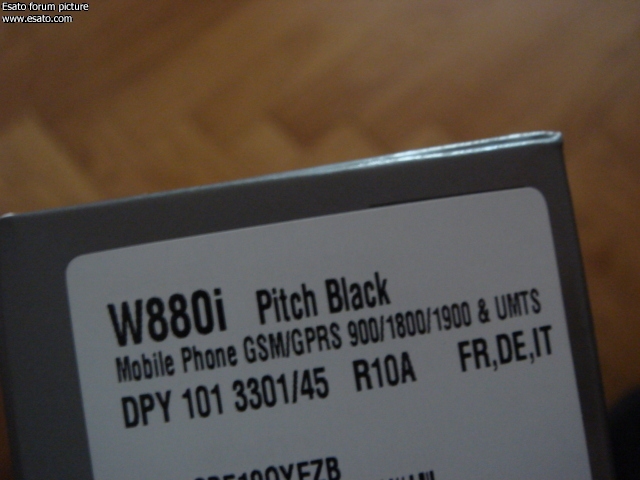 Esato forum picture
www.esato.com
W880i Pitch Black
Mobile Phone GSM/GPRS 900/1800/1900 & UMTS
DPY 101 3301/45 R10A FR,DE,IT